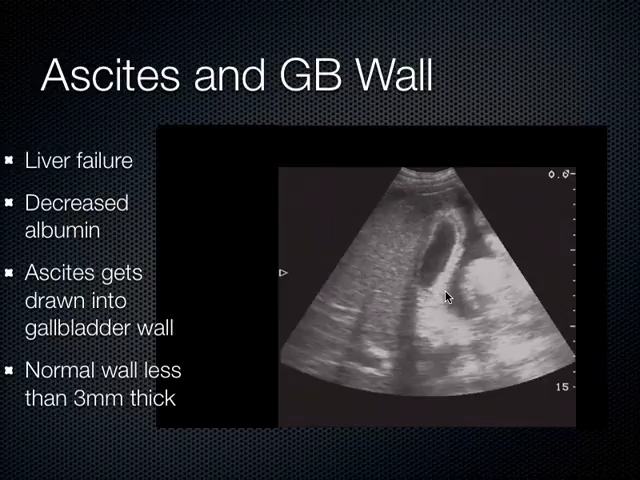 Ascites and GB Wall
Liver failure
Decreased
albumin
Ascites gets
drawn into
gallbladder wall
Normal wall less
than 3mm thick
0.0
15